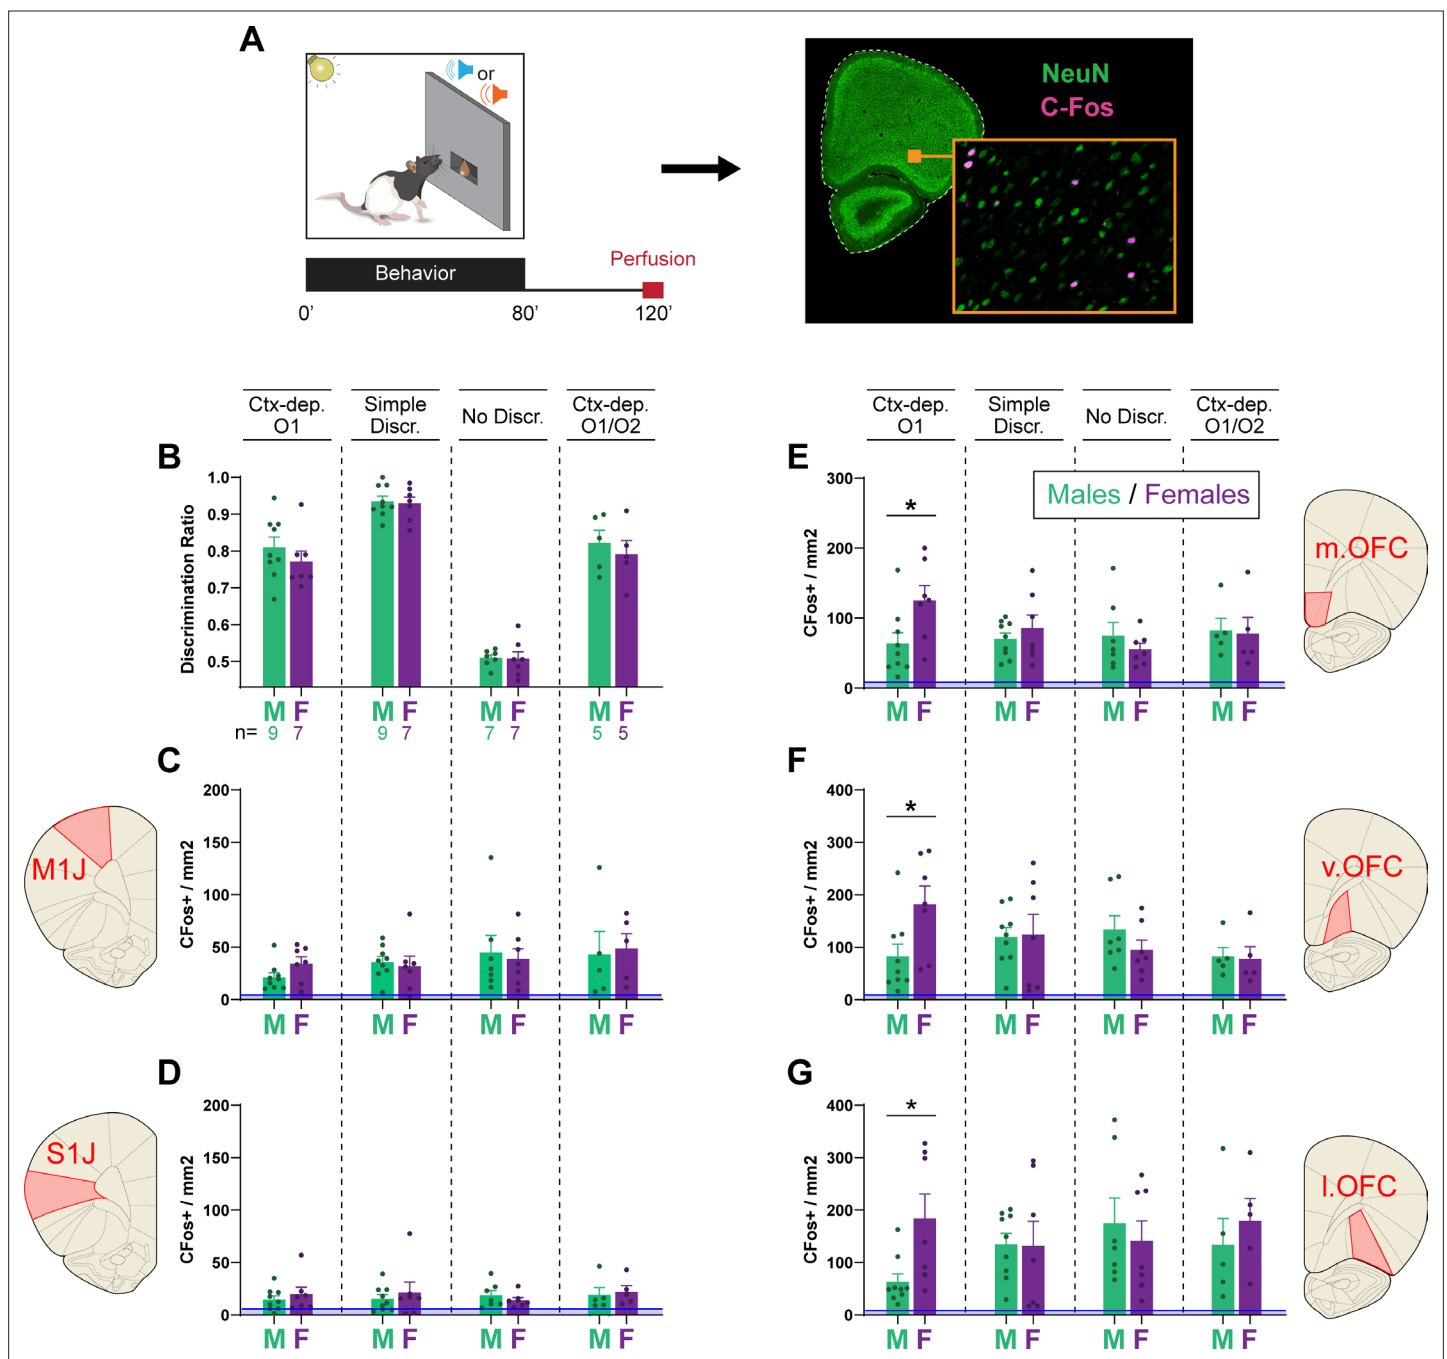 A
or
Behavior
Perfusion
0’
80’
120’
NeuN
C-Fos
Ctx-dep.
O1
Simple
Discr.
No Discr.
Ctx-dep.
O1/O2
B
Discrimination Ratio
1.0
0.9
0.8
0.7
0.6
0.5
M F M F M F M F
n= 9 7 9 7 7 7 5 5
C
M1J
CFos+ / mm2
200
150
100
50
0
M F M F M F M F
D
S1J
CFos+ / mm2
200
150
100
50
0
M F M F M F M F
Ctx-dep.
O1
Simple
Discr.
No Discr.
Ctx-dep.
O1/O2
E
Males / Females
CFos+ / mm2
300
200
100
0
*
m.OFC
M F M F M F M F
F
CFos+ / mm2
400
300
200
100
0
*
v.OFC
M F M F M F M F
G
CFos+ / mm2
400
300
200
100
0
*
l.OFC
M F M F M F M F